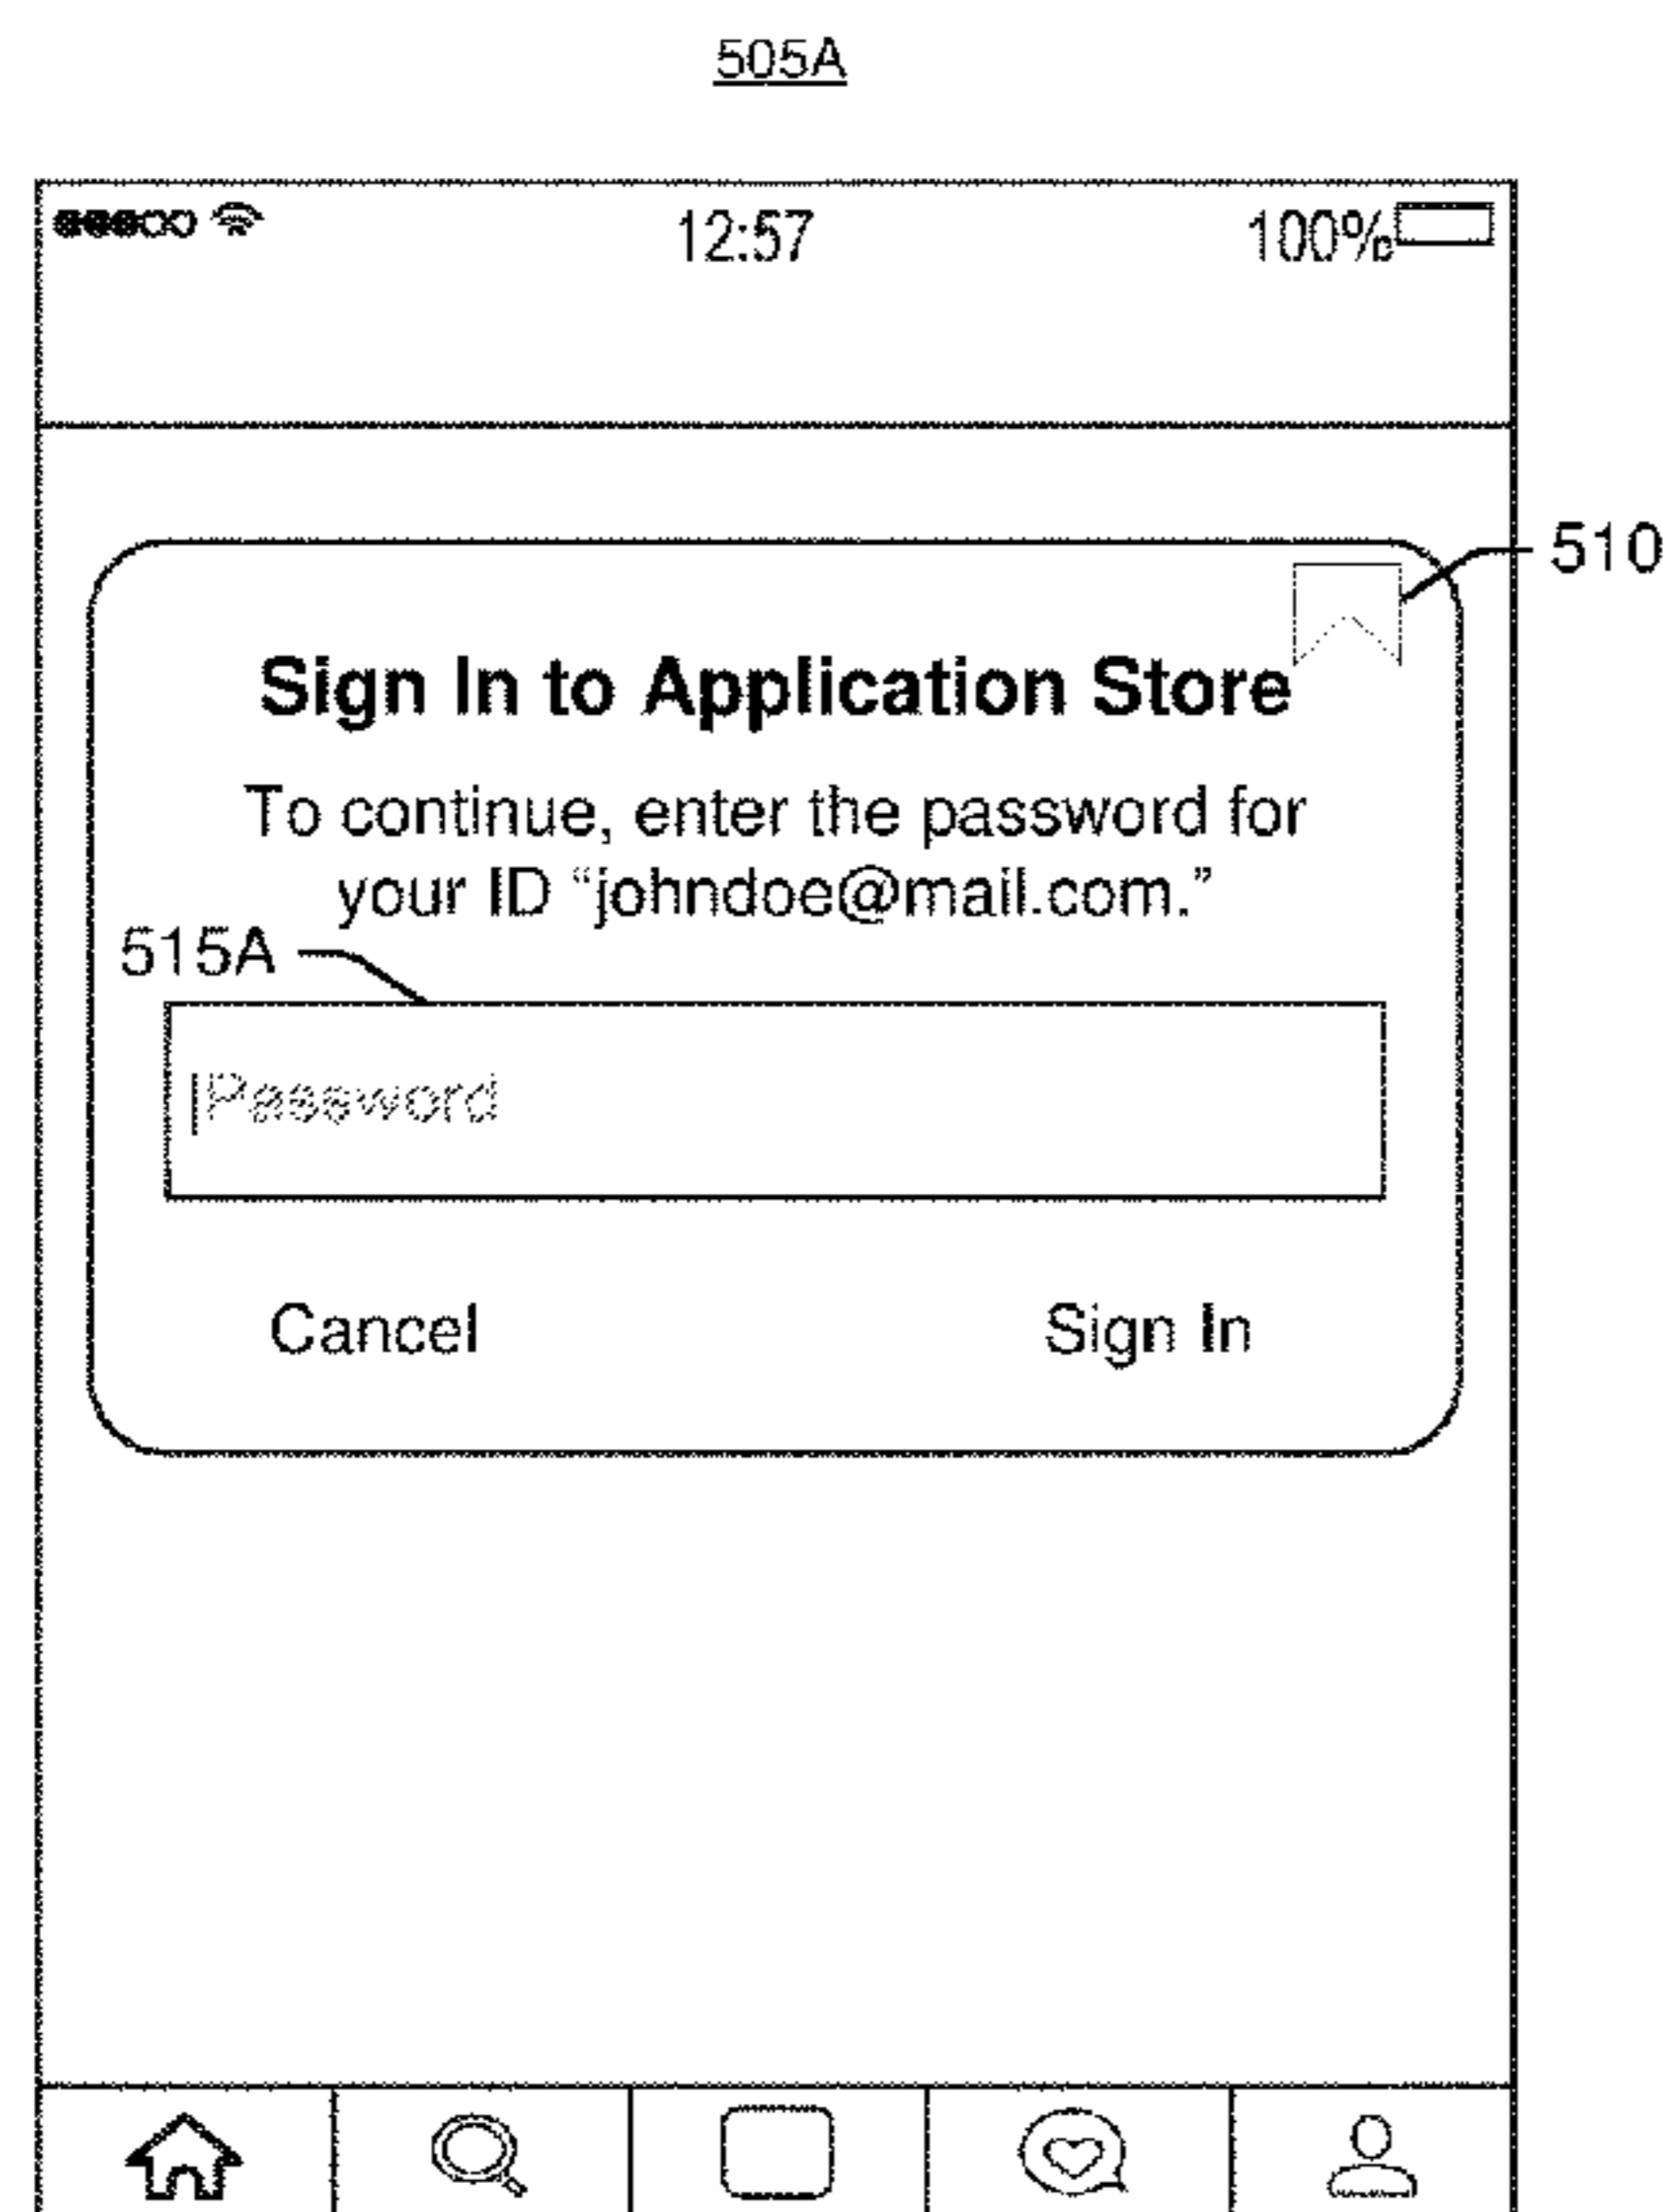 505A
12:57 100%
510
Sign In to Application Store
To continue, enter the password for
your ID “johndoe@mail.com.”
515A
Password
Cancel Sign In